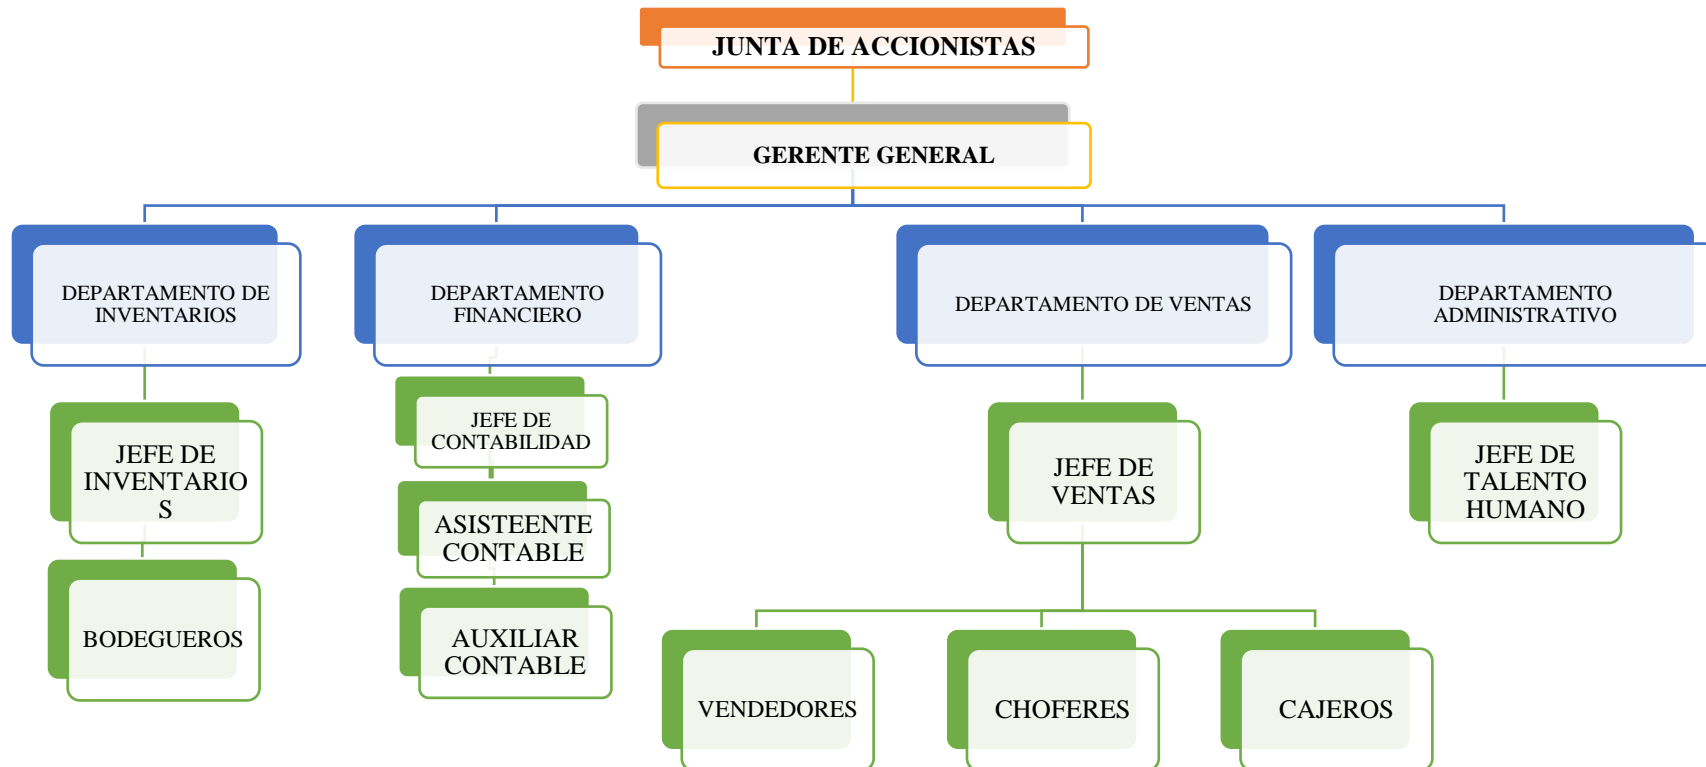 JUNTA DE ACCIONISTAS
GERENTE GENERAL
DEPARTAMENTO DE
INVENTARIOS
DEPARTAMENTO
FINANCIERO
DEPARTAMENTO DE VENTAS
DEPARTAMENTO
ADMINISTRATIVO
JEFE DE
INVENTARIO
S
BODEGUEROS
JEFE DE
CONTABILIDAD
ASISTEENTE
CONTABLE
AUXILIAR
CONTABLE
JEFE DE
VENTAS
VENDEDORES
CHOFERES
CAJEROS
JEFE DE
TALENTO
HUMANO